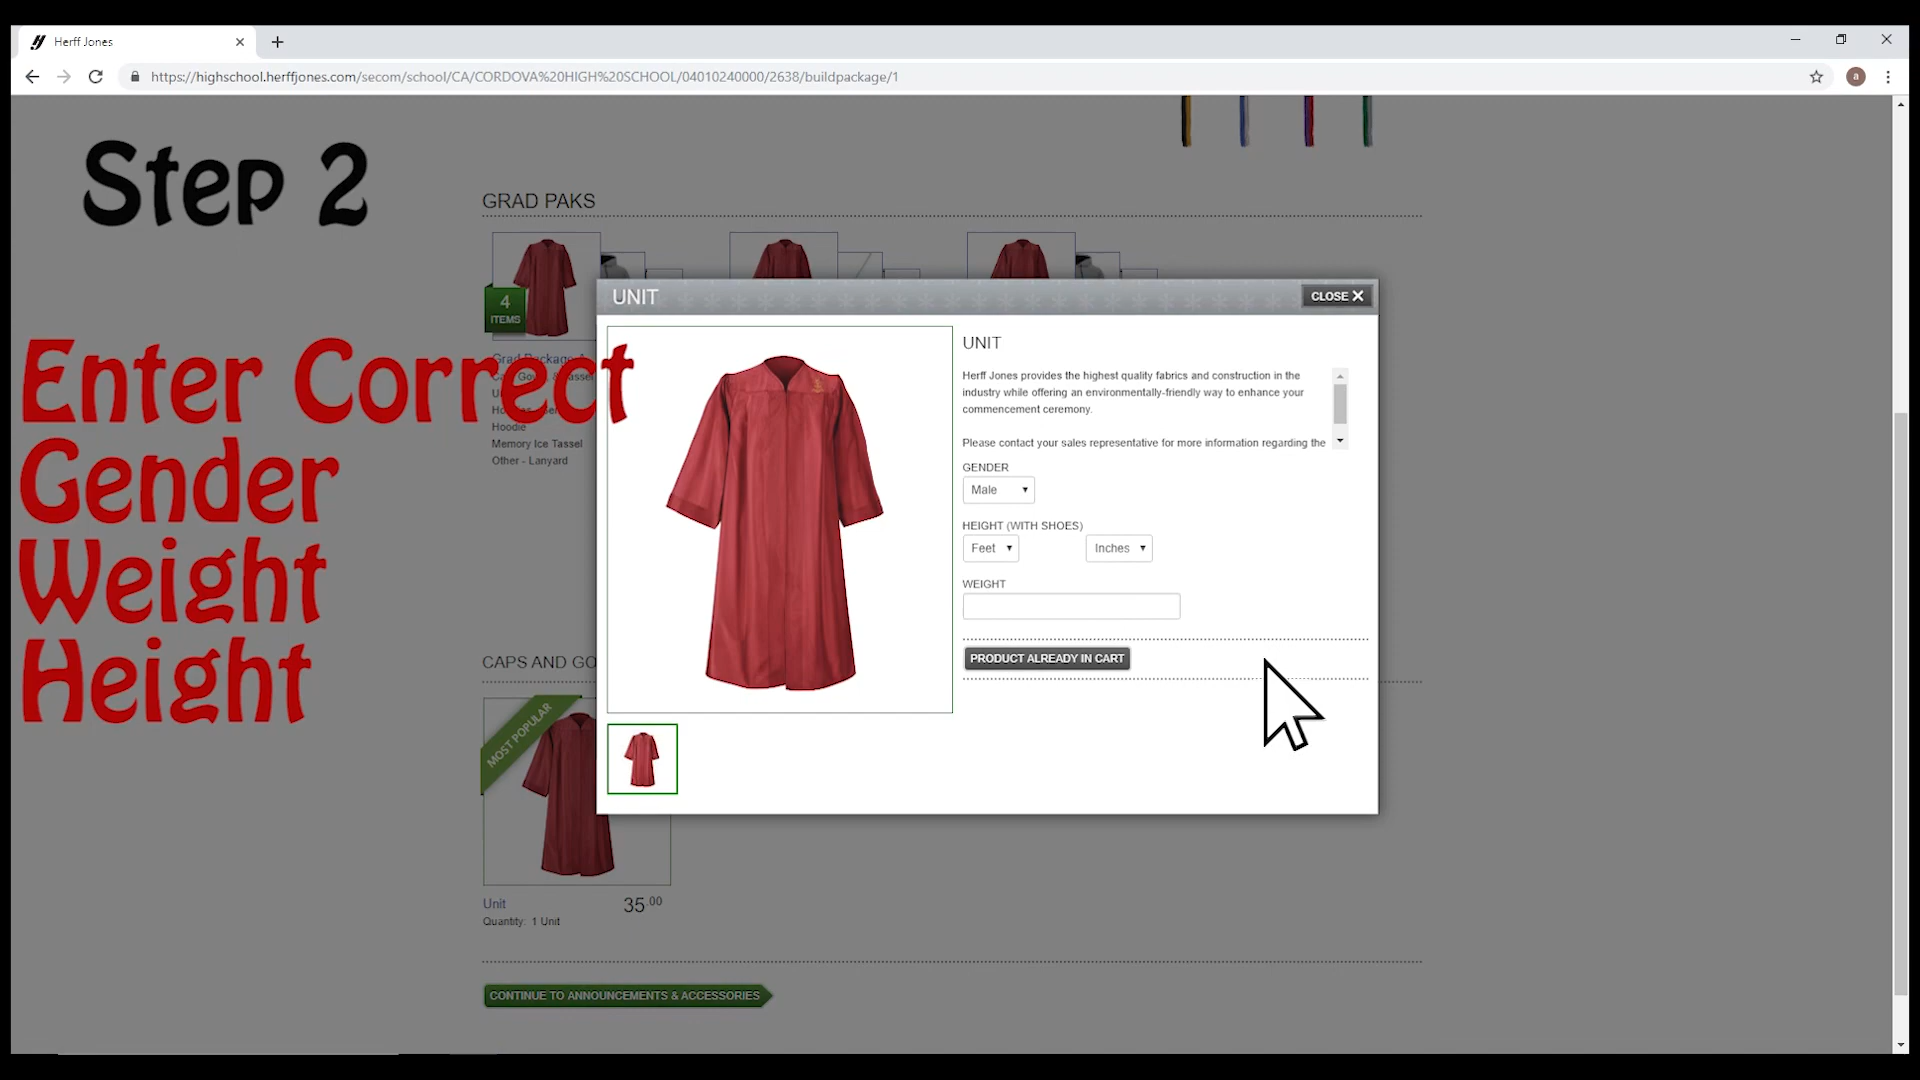 Herff Jones
https://highschool.herffjones.com/secom/school/CA/CORDOVA%20HIGH%20SCHOOL/04010240000/2638/buildpackage/1
a
Step 2
Enter Correct
Gender
Weight
Height
GRAD PAKS
4
ITEMS
Grad Package A
Hoodie
Memory Ice Tassel
Other - Lanyard
UNIT
CLOSE X
UNIT
Herff Jones provides the highest quality fabrics and construction in the
industry while offering an environmentally-friendly way to enhance your
commencement ceremony.
Please contact your sales representative for more information regarding the
GENDER
Male
HEIGHT (WITH SHOES)
Feet
Inches
WEIGHT
PRODUCT ALREADY IN CART
CAPS AND GO
MOST POPULAR
Unit
35.00
Quantity: 1 Unit
CONTINUE TO ANNOUNCEMENTS & ACCESSORIES